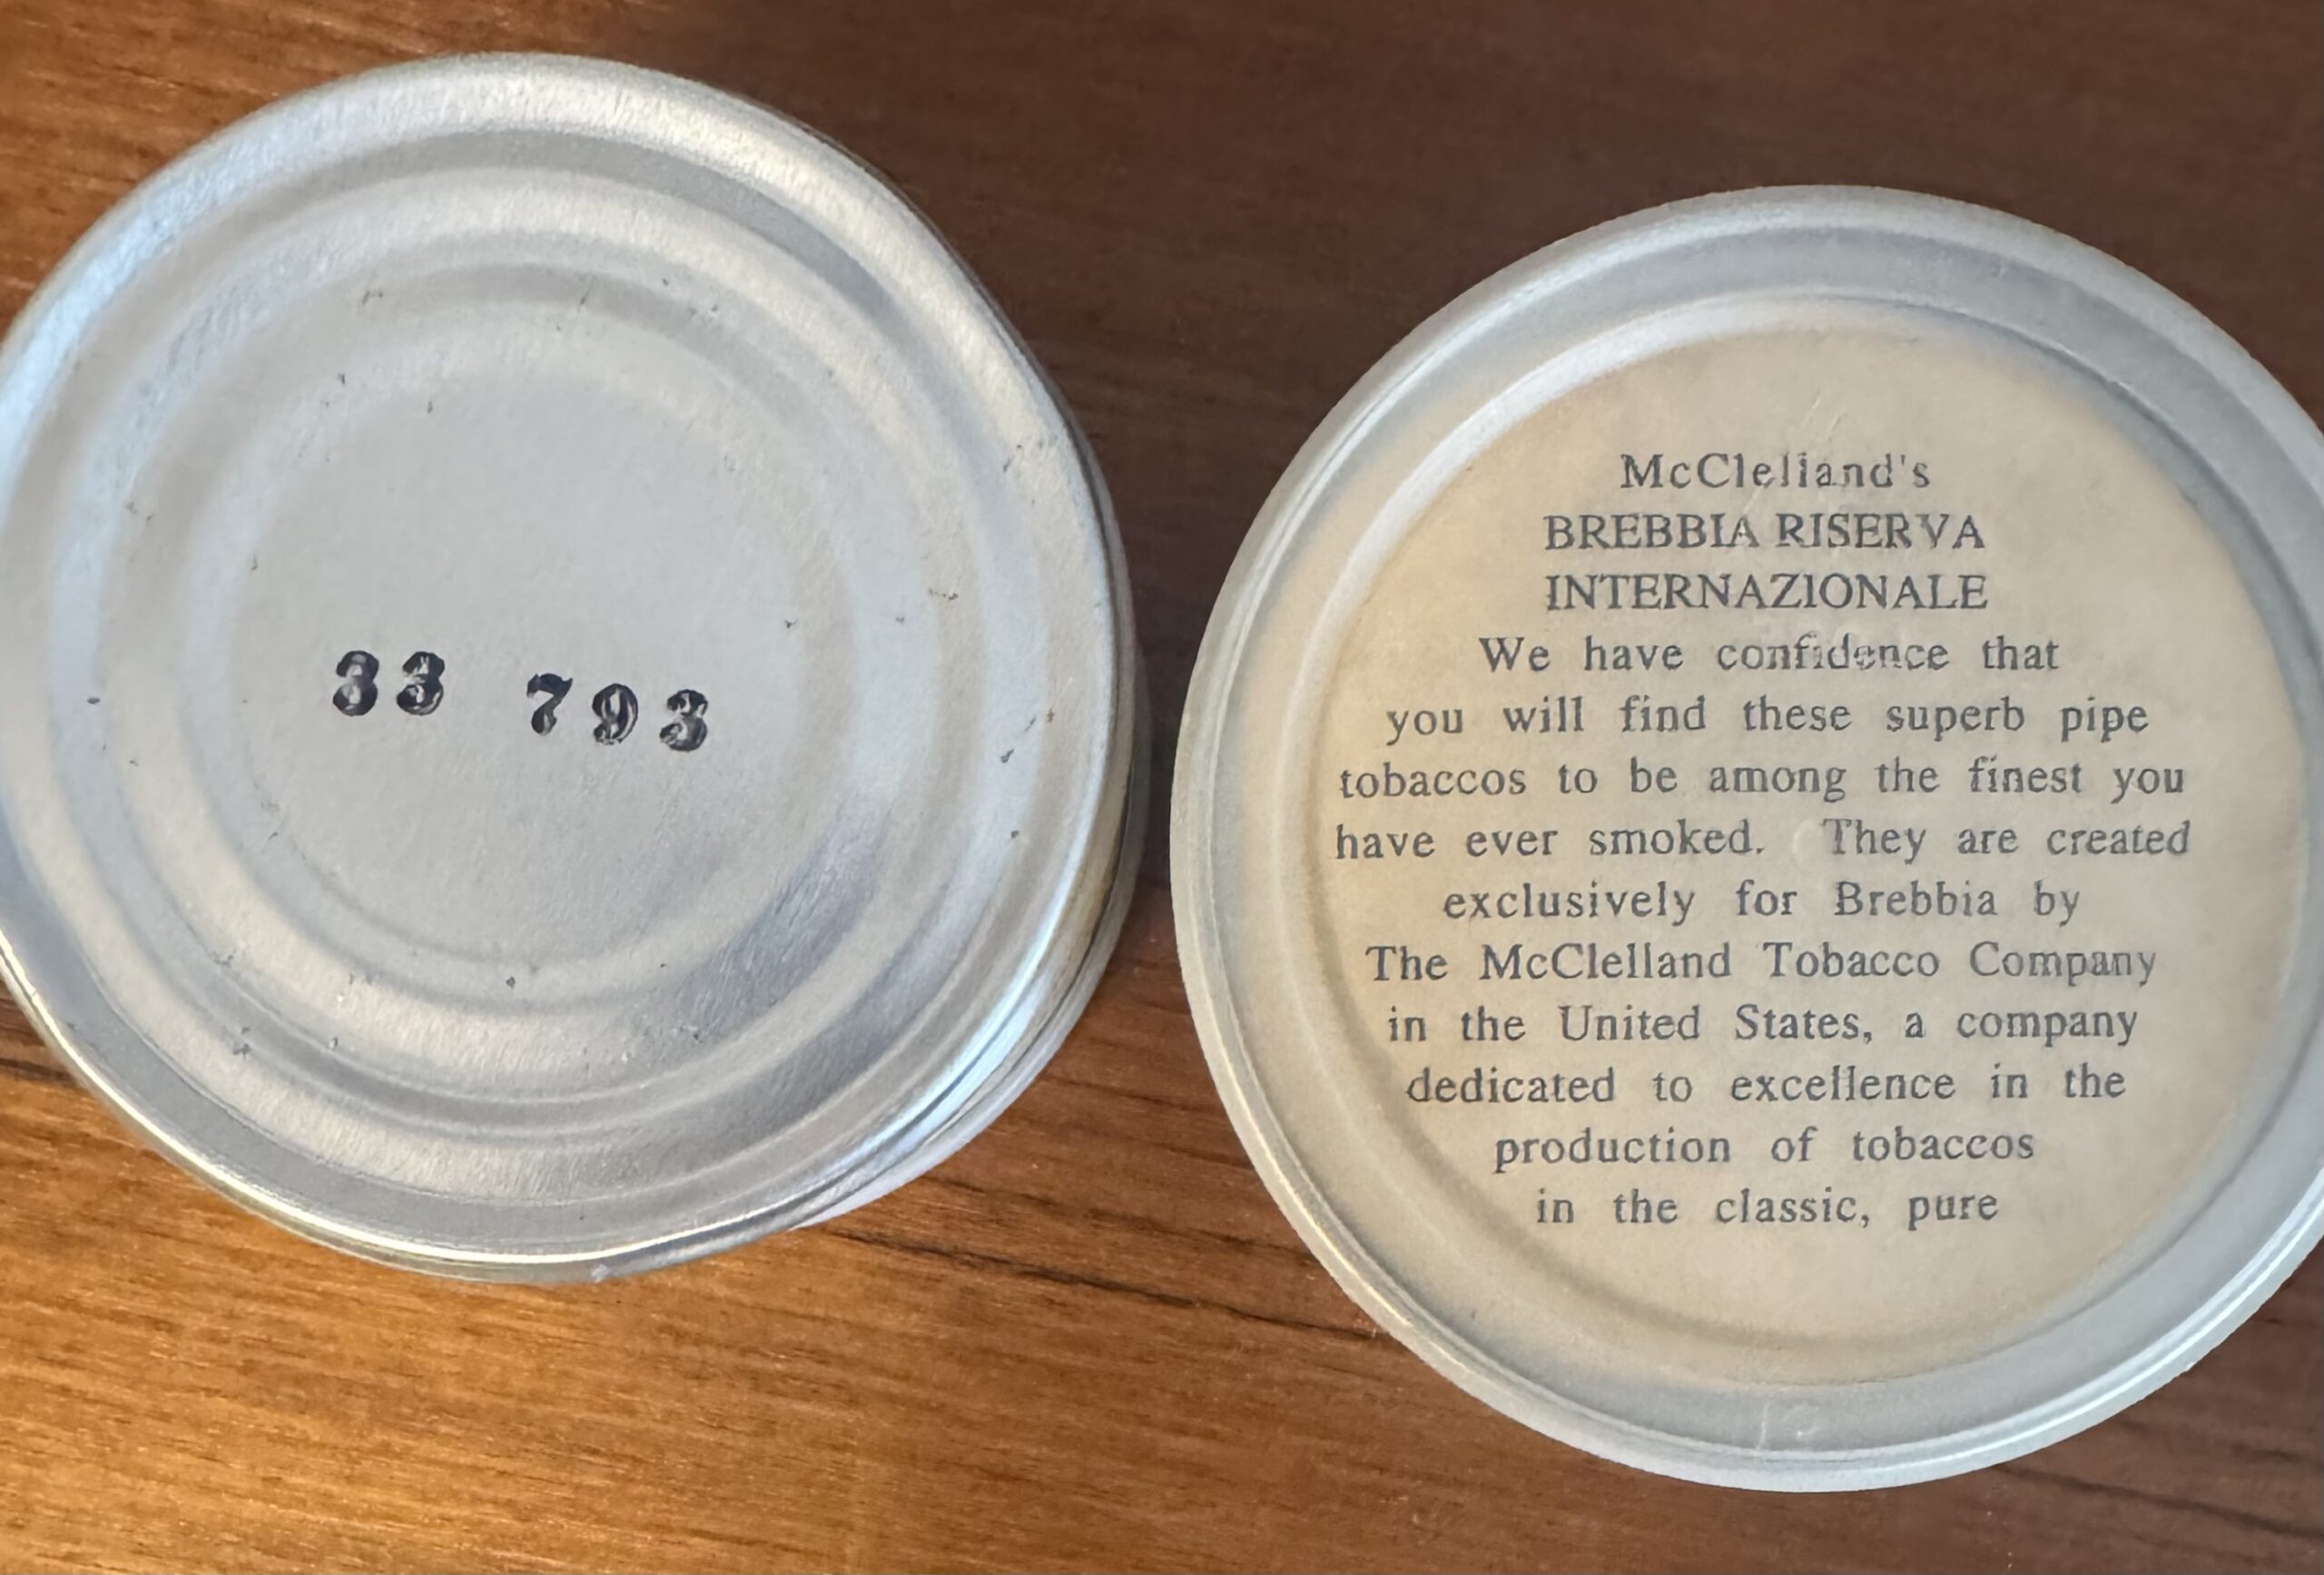 33 793
McClelland's
BREBBIA RISERVA
INTERNAZIONALE
We have confidence that
you will find these superb pipe
tobaccos to be among the finest you
have ever smoked. They are created
exclusively for Brebbia by
The McClelland Tobacco Company
in the United States, a company
dedicated to excellence in the
production of tobaccos
in the classic, pure